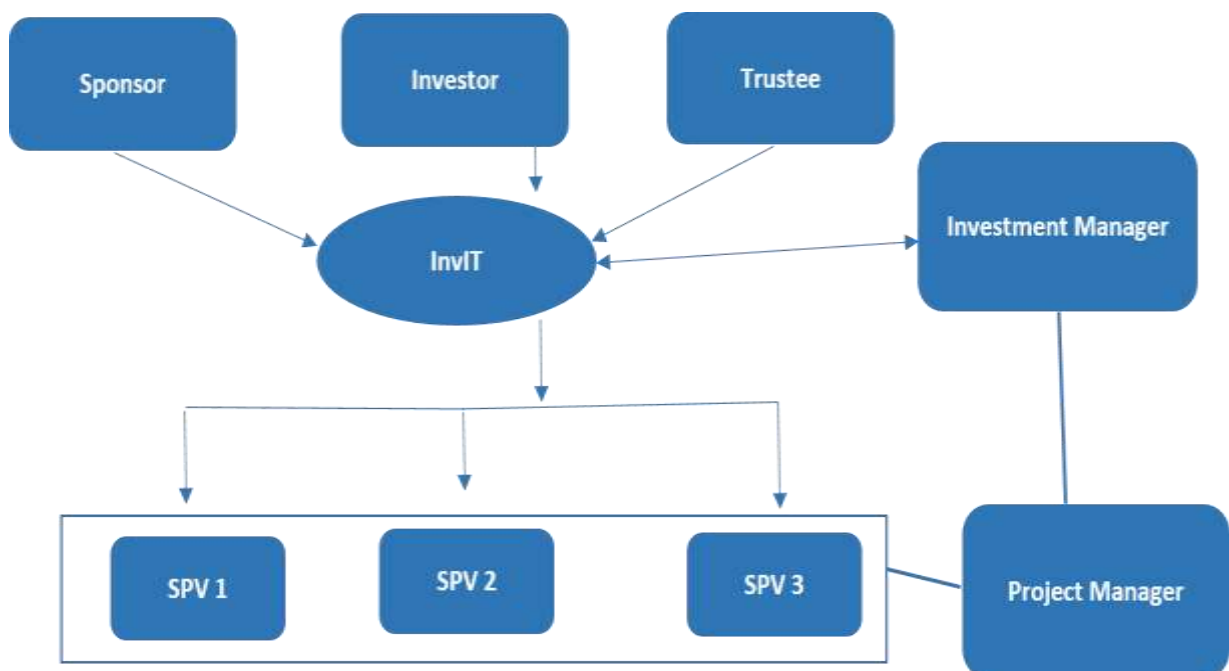 Sponsor
Investor
Trustee
Investment Manager
InvIT
SPV 1
SPV 2
SPV 3
Project Manager